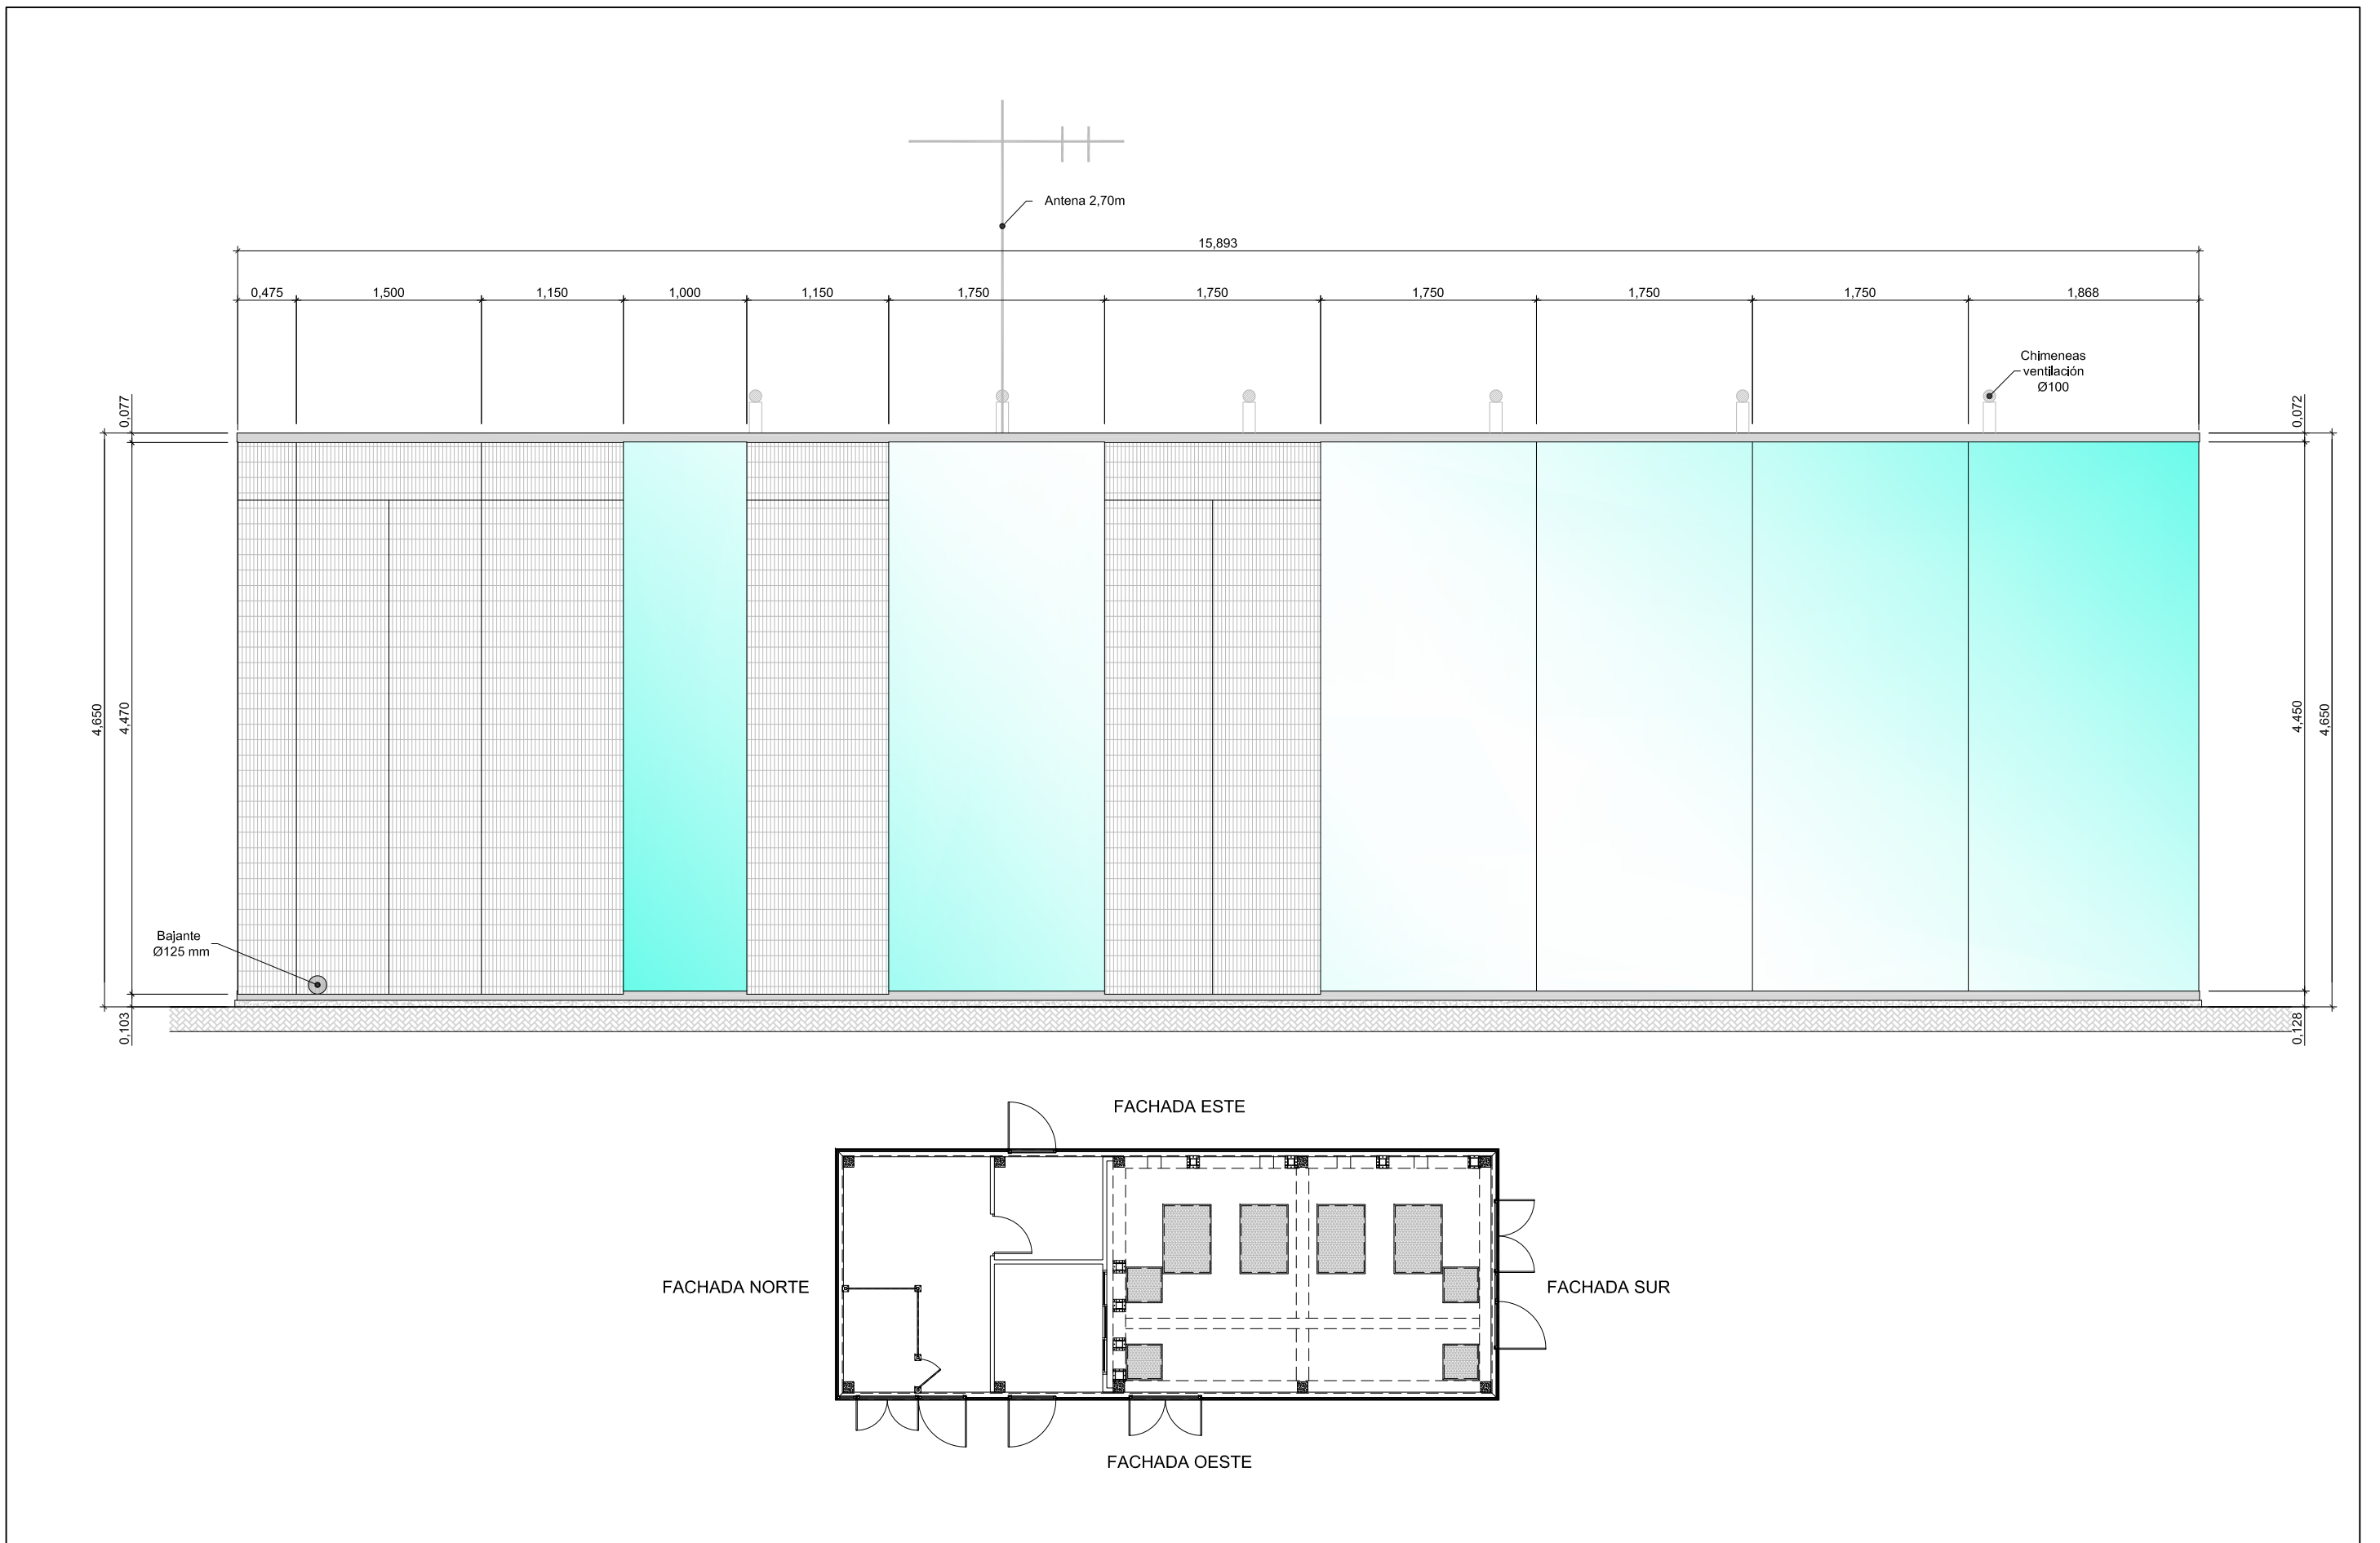 Antena 2,70m
15,893
0,475
1,500
1,150
1,000
1,150
1,750
1,750
1,750
1,750
1,750
1,868
Chimeneas
ventilación
Ø100
0,077
0,072
4,650
4,470
4,450
4,650
Bajante
Ø125 mm
0,103
0,128
FACHADA ESTE
FACHADA NORTE
FACHADA SUR
FACHADA OESTE